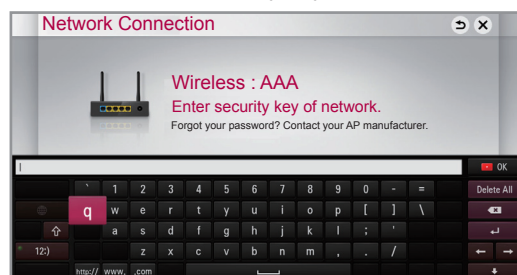 Network Connection
Wireless : AAA
Enter security key of network.
Forgot your password? Contact your AP manufacturer.
OK
` 1 2 3 4 5 6 7 8 9 0 - = Delete All
q w e r t y u i o p [ ] \
a s d f g h j k l ; '
12:) z x c v b n m , . /
http:// www. .com